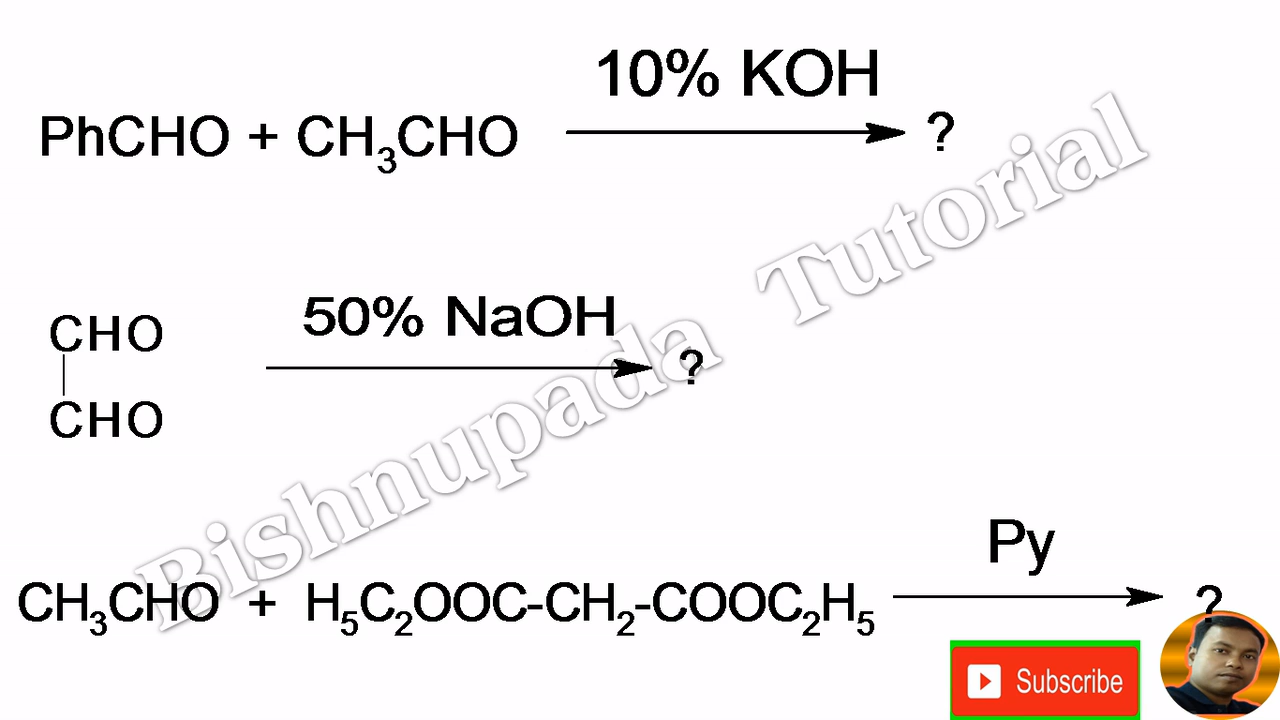 10% KOH
PhCHO + CH₃CHO ?
50% NaOH
CHO
?
CHO
Bishnupada Tutorial
Py
CH₃CHO + H₅C₂OOC-CH₂-COOC₂H₅ ?
Subscribe